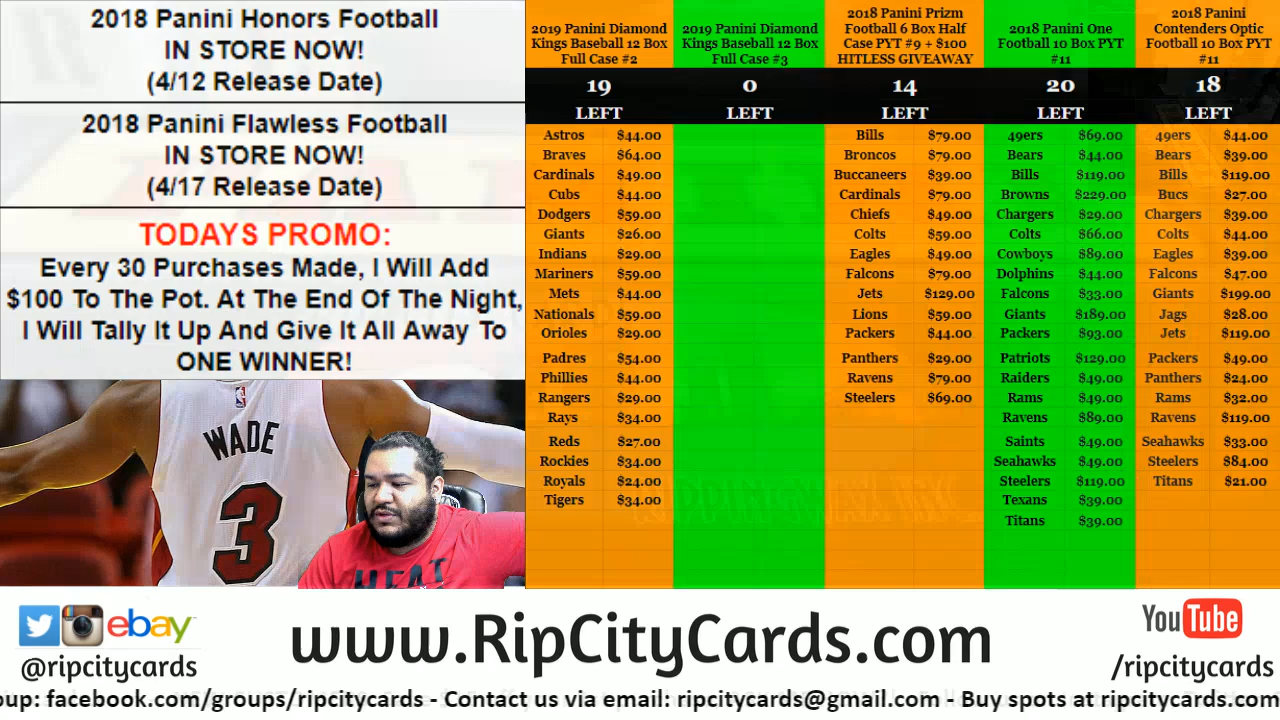 2018 Panini Honors Football
IN STORE NOW!
(4/12 Release Date)
2018 Panini Flawless Football
IN STORE NOW!
(4/17 Release Date)
TODAYS PROMO:
Every 30 Purchases Made, I Will Add
$100 To The Pot. At The End Of The Night,
I Will Tally It Up And Give It All Away To
ONE WINNER!
WADE
3
HEAT
2019 Panini Diamond
Kings Baseball 12 Box
Full Case #2
19
LEFT
Astros $44.00
Braves $64.00
Cardinals $49.00
Cubs $44.00
Dodgers $59.00
Giants $26.00
Indians $29.00
Mariners $59.00
Mets $44.00
Nationals $59.00
Orioles $29.00
Padres $54.00
Phillies $44.00
Rangers $29.00
Rays $34.00
Reds $27.00
Rockies $34.00
Royals $24.00
Tigers $34.00
2019 Panini Diamond
Kings Baseball 12 Box
Full Case #3
0
LEFT
2018 Panini Prizm
Football 6 Box Half
Case PYT #9 + $100
HITLESS GIVEAWAY
14
LEFT
Bills $79.00
Broncos $79.00
Buccaneers $39.00
Cardinals $79.00
Chiefs $49.00
Colts $59.00
Eagles $49.00
Falcons $79.00
Jets $129.00
Lions $59.00
Packers $44.00
Panthers $29.00
Ravens $79.00
Steelers $69.00
2018 Panini One
Football 10 Box PYT
#11
20
LEFT
49ers $69.00
Bears $44.00
Bills $119.00
Browns $229.00
Chargers $29.00
Colts $66.00
Cowboys $89.00
Dolphins $44.00
Falcons $33.00
Giants $189.00
Packers $93.00
Patriots $129.00
Raiders $49.00
Rams $49.00
Ravens $89.00
Saints $49.00
Seahawks $49.00
Steelers $119.00
Texans $39.00
Titans $39.00
2018 Panini
Contenders Optic
Football 10 Box PYT
#11
18
LEFT
49ers $44.00
Bears $39.00
Bills $119.00
Bucs $27.00
Chargers $39.00
Colts $44.00
Eagles $39.00
Falcons $47.00
Giants $199.00
Jags $28.00
Jets $119.00
Packers $49.00
Panthers $24.00
Rams $32.00
Ravens $119.00
Seahawks $33.00
Steelers $84.00
Titans $21.00
ebay
@ripcitycards
www.RipCityCards.com
YouTube
/ripcitycards
oup: facebook.com/groups/ripcitycards - Contact us via email: ripcitycards@gmail.com - Buy spots at ripcitycards.com